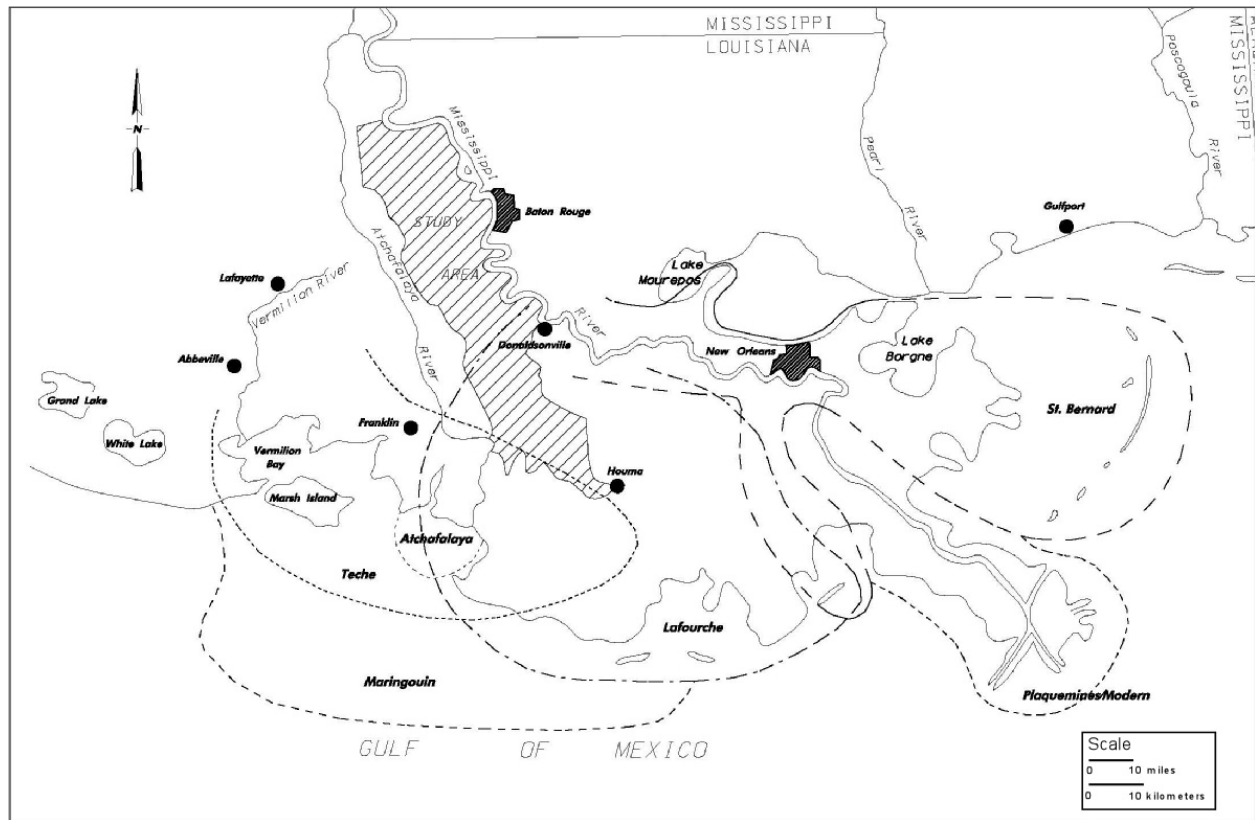 MISSISSIPPI
LOUISIANA
Pascagoula
River
MISSISSIPPI
N
Mississippi
Pearl
River
Baton Rouge
Gulfport
STUDY
AREA
Atchafalaya
River
Lafayette
Vermilion River
Lake
Maurepas
River
Donaldsonville
New Orleans
Lake
Borgne
Abbeville
Grand Lake
White Lake
Franklin
St. Bernard
Vermilion
Bay
Houma
Marsh Island
Atchafalaya
Teche
Lafourche
Maringouin
Plaquemines/Modern
GULF OF MEXICO
Scale
0 10 miles
0 10 kilometers